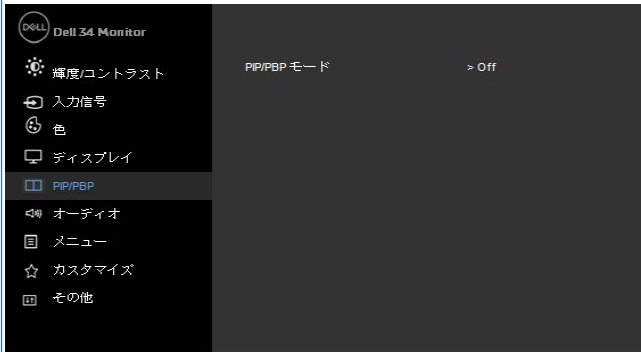 DELL Dell 34 Monitor
輝度/コントラスト
PIP/PBP モード > Off
入力信号
色
ディスプレイ
PIP/PBP
オーディオ
メニュー
カスタマイズ
その他